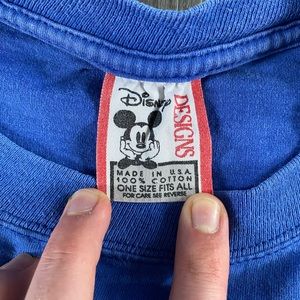 Disney
DESIGNS
MADE IN U.S.A.
100% COTTON
ONE SIZE FITS ALL
FOR CARE SEE REVERSE